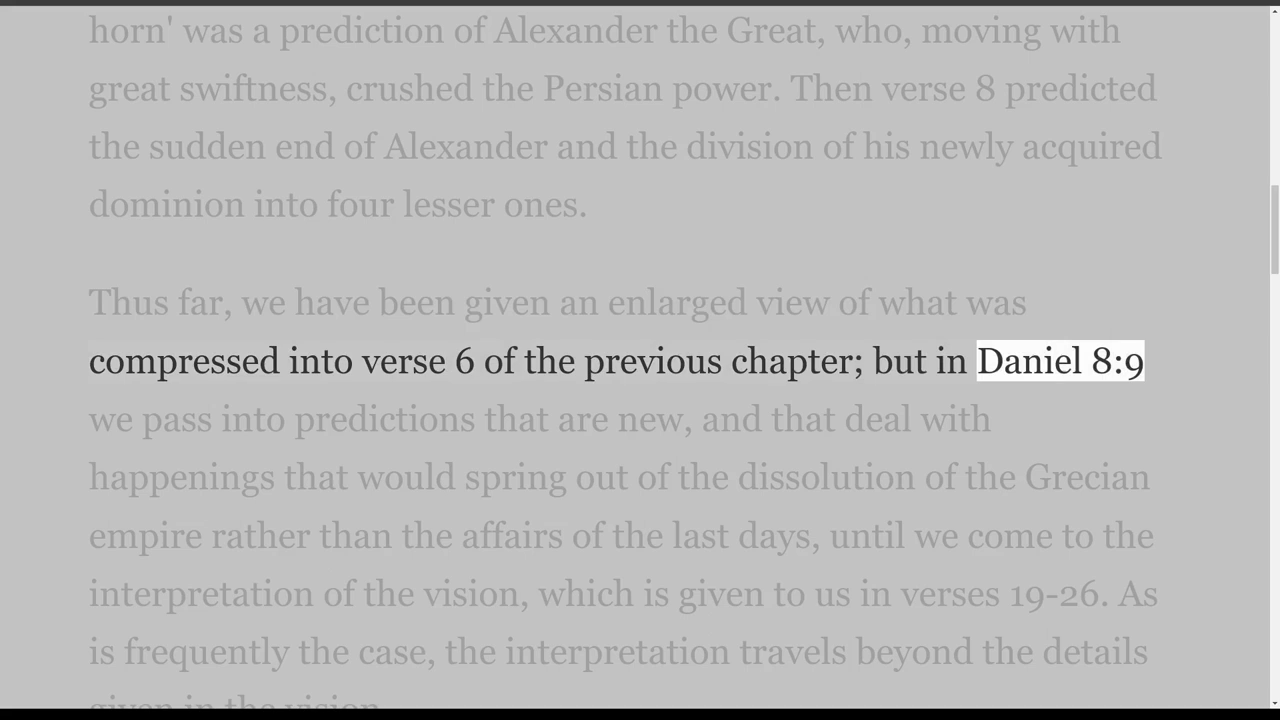 horn' was a prediction of Alexander the Great, who, moving with
great swiftness, crushed the Persian power. Then verse 8 predicted
the sudden end of Alexander and the division of his newly acquired
dominion into four lesser ones.
Thus far, we have been given an enlarged view of what was
compressed into verse 6 of the previous chapter; but in Daniel 8:9
we pass into predictions that are new, and that deal with
happenings that would spring out of the dissolution of the Grecian
empire rather than the affairs of the last days, until we come to the
interpretation of the vision, which is given to us in verses 19-26. As
is frequently the case, the interpretation travels beyond the details
given in the vision.